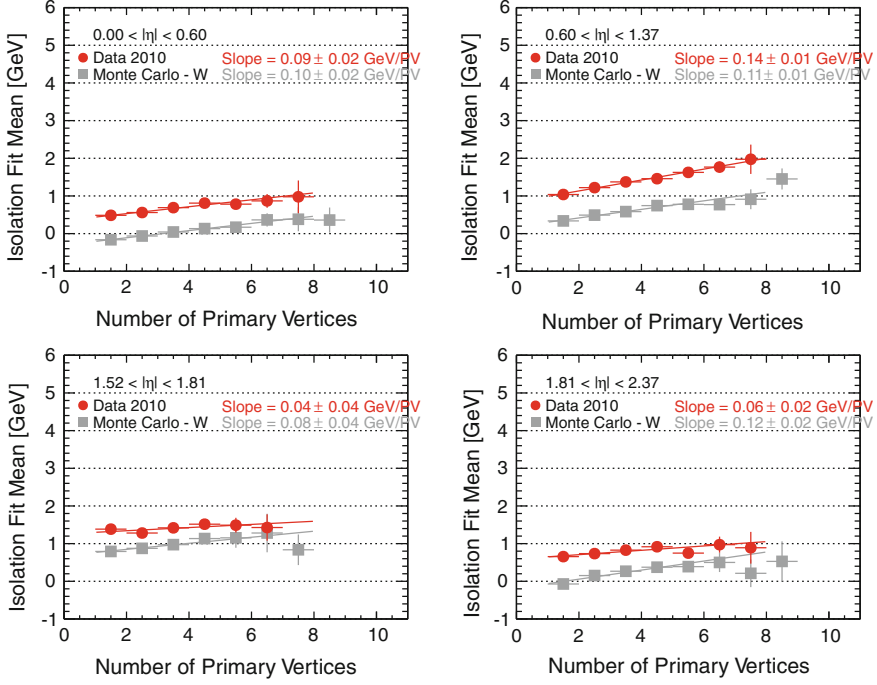 Isolation Fit Mean [GeV]
6
5
4
3
2
1
0
-1
0.00 < |η| < 0.60
Data 2010 Slope = 0.09 ± 0.02 GeV/PV
Monte Carlo - W Slope = 0.10 ± 0.02 GeV/PV
0 2 4 6 8 10
Number of Primary Vertices
Isolation Fit Mean [GeV]
6
5
4
3
2
1
0
-1
0.60 < |η| < 1.37
Data 2010 Slope = 0.14 ± 0.01 GeV/PV
Monte Carlo - W Slope = 0.11 ± 0.01 GeV/PV
0 2 4 6 8 10
Number of Primary Vertices
Isolation Fit Mean [GeV]
6
5
4
3
2
1
0
-1
1.52 < |η| < 1.81
Data 2010 Slope = 0.04 ± 0.04 GeV/PV
Monte Carlo - W Slope = 0.08 ± 0.04 GeV/PV
0 2 4 6 8 10
Number of Primary Vertices
Isolation Fit Mean [GeV]
6
5
4
3
2
1
0
-1
1.81 < |η| < 2.37
Data 2010 Slope = 0.06 ± 0.02 GeV/PV
Monte Carlo - W Slope = 0.12 ± 0.02 GeV/PV
0 2 4 6 8 10
Number of Primary Vertices